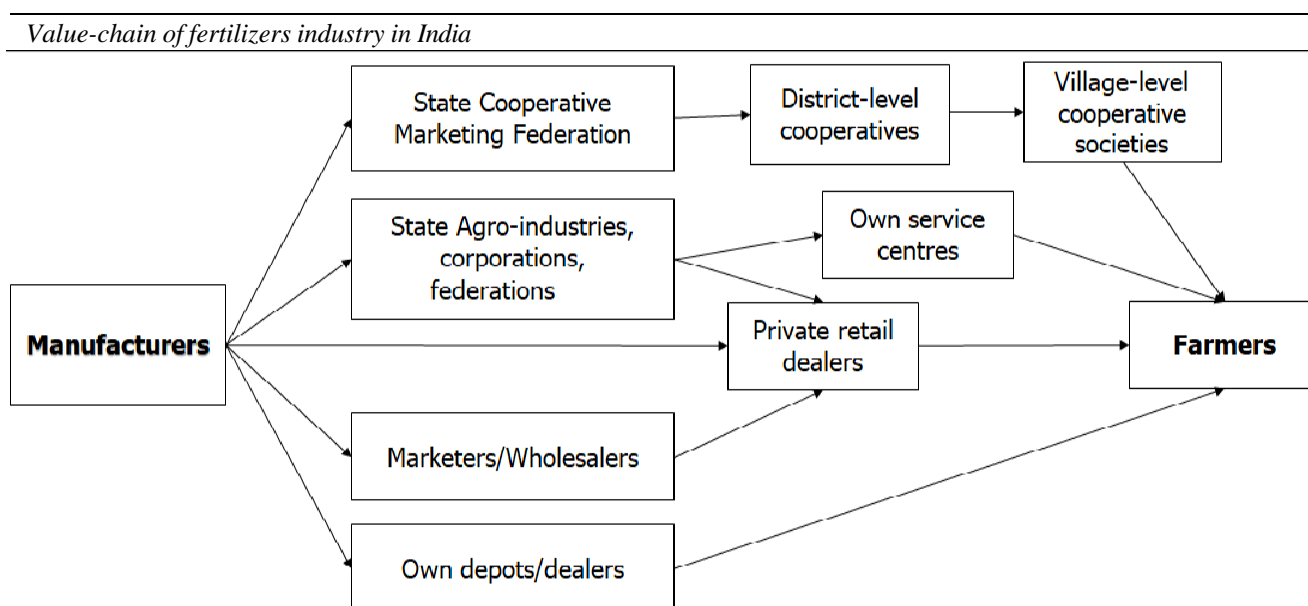 Value-chain of fertilizers industry in India
State Cooperative
Marketing Federation
District-level
cooperatives
Village-level
cooperative
societies
State Agro-industries,
corporations,
federations
Own service
centres
Manufacturers
Private retail
dealers
Farmers
Marketers/Wholesalers
Own depots/dealers